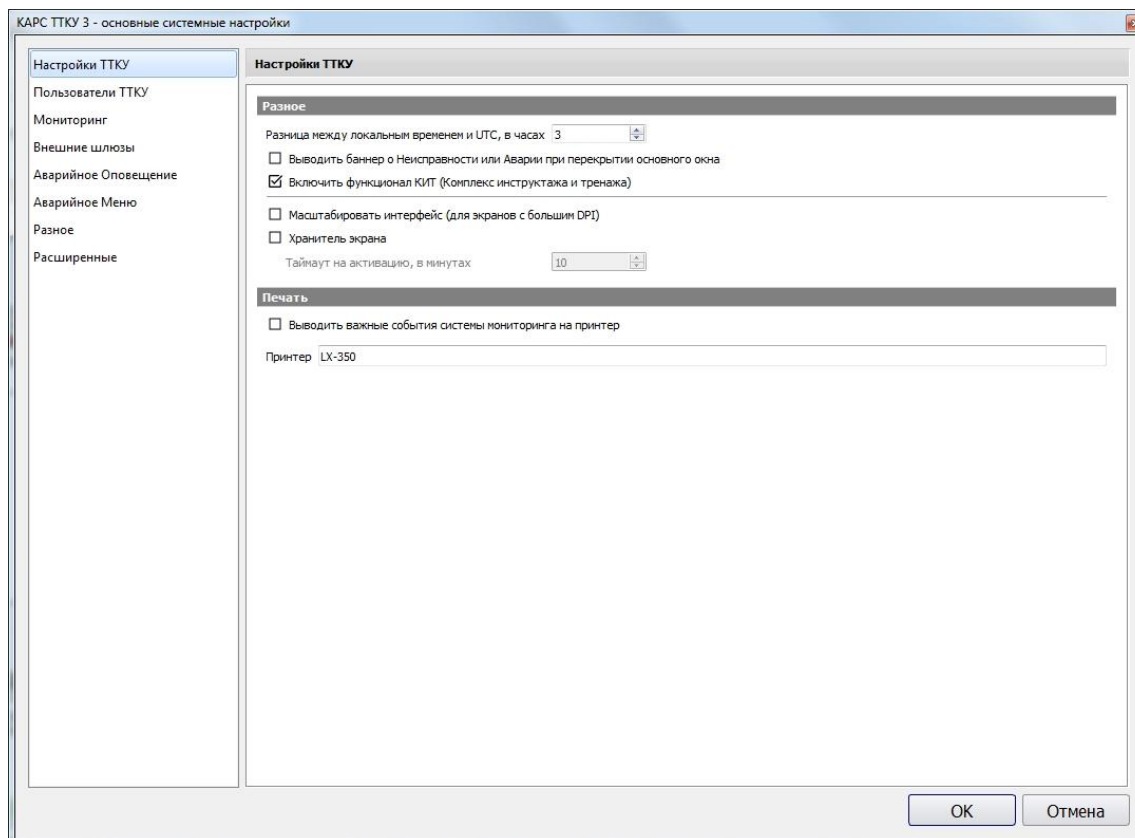 КАРС ТТКУ 3 - основные системные настройки
Настройки ТТКУ
Пользователи ТТКУ
Мониторинг
Внешние шлюзы
Аварийное Оповещение
Аварийное Меню
Разное
Расширенные
Настройки ТТКУ
Разное
Разница между локальным временем и UTC, в часах 3
Выводить баннер о Неисправности или Аварии при перекрытии основного окна
Включить функционал КИТ (Комплекс инструктажа и тренажа)
Масштабировать интерфейс (для экранов с большим DPI)
Хранитель экрана
Таймаут на активацию, в минутах 10
Печать
Выводить важные события системы мониторинга на принтер
Принтер LX-350
OK Отмена